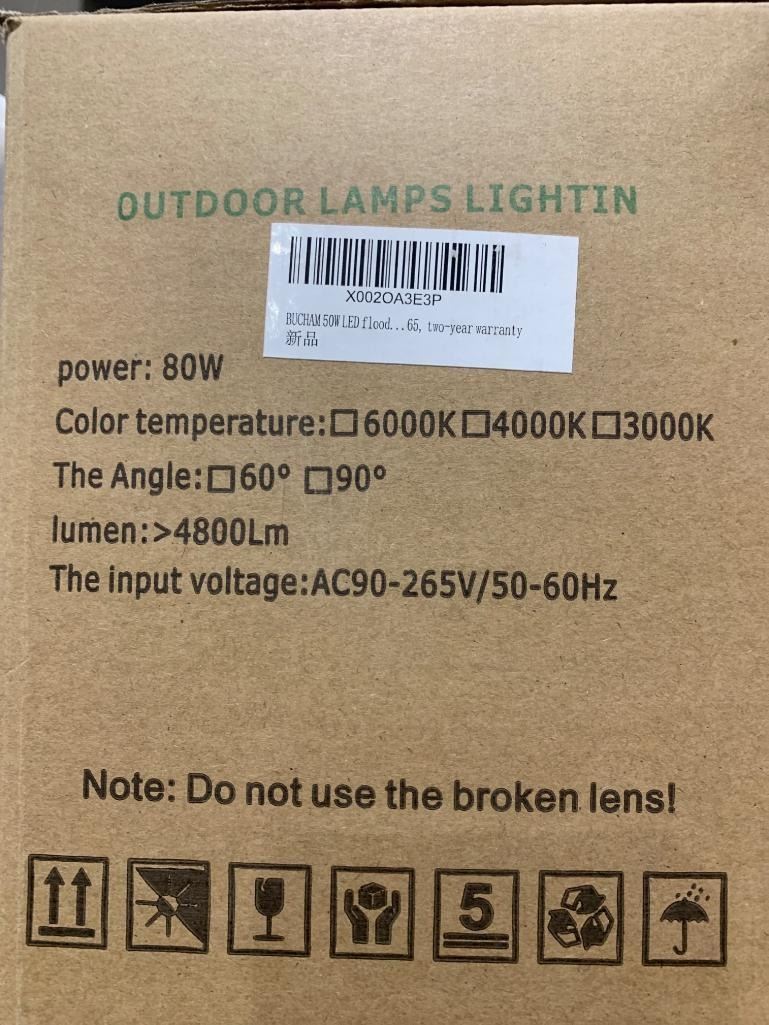 OUTDOOR LAMPS LIGHTIN
X002OA3E3P
BUCHAM 50W LED flood...65, two-year warranty
新品
power: 80W
Color temperature:□6000K□4000K□3000K
The Angle:□60° □90°
lumen:>4800Lm
The input voltage:AC90-265V/50-60Hz
Note: Do not use the broken lens!
5